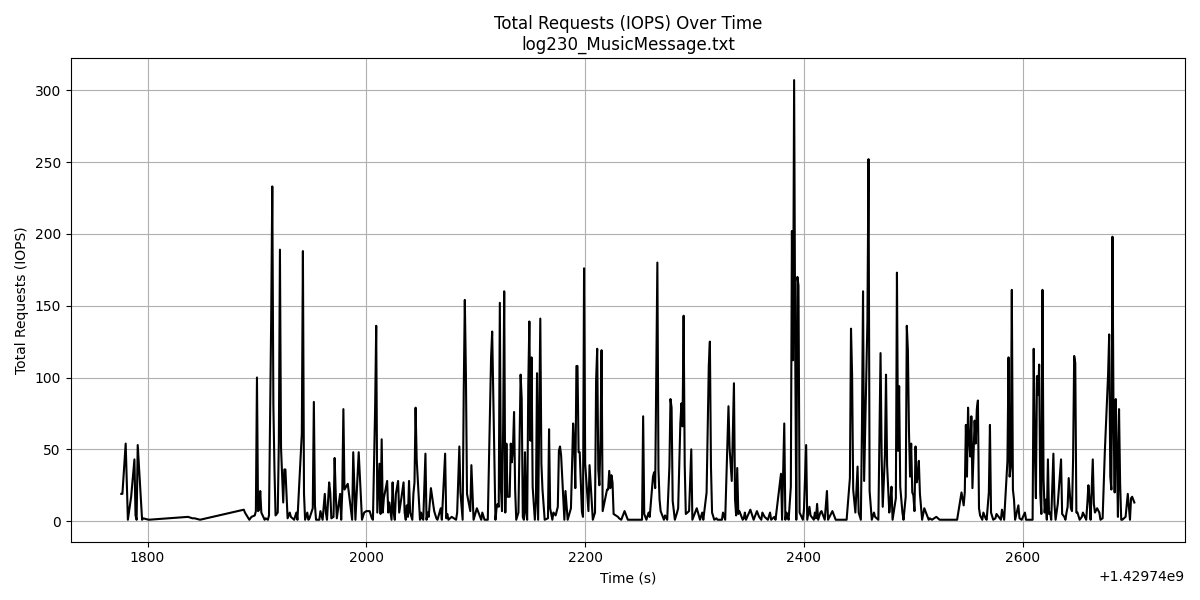 Total Requests (IOPS) Over Time
log230_MusicMessage.txt
Total Requests (IOPS)
300
250
200
150
100
50
0
1800
2000
2200
2400
2600
Time (s)
+1.42974e9